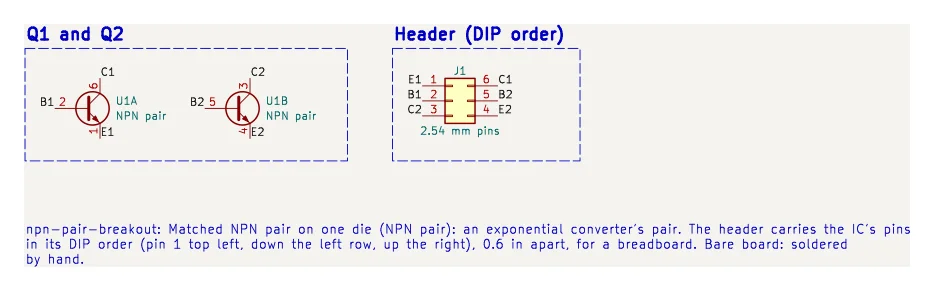 Q1 and Q2
Header (DIP order)
C1
6
B1 2
U1A
NPN pair
1
E1
C2
3
B2 5
U1B
NPN pair
4
E2
J1
E1 1 6 C1
B1 2 5 B2
C2 3 4 E2
2.54 mm pins
npn-pair-breakout: Matched NPN pair on one die (NPN pair): an exponential converter's pair. The header carries the IC's pins
in its DIP order (pin 1 top left, down the left row, up the right), 0.6 in apart, for a breadboard. Bare board: soldered
by hand.